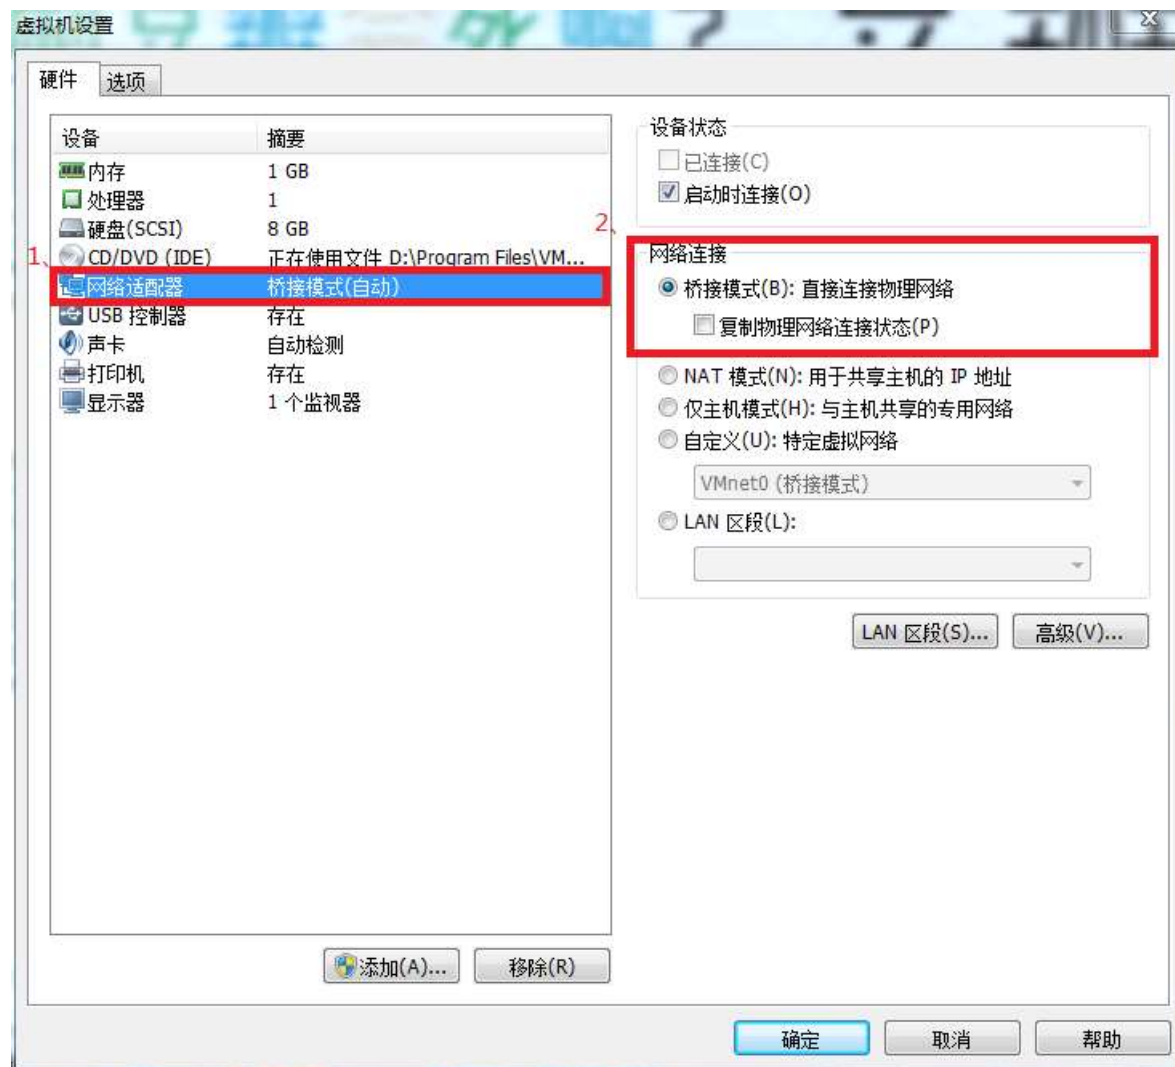 虚拟机设置
硬件 选项
设备 摘要
内存 1 GB
处理器 1
硬盘(SCSI) 8 GB
1、 CD/DVD (IDE) 正在使用文件 D:\Program Files\VM...
网络适配器 桥接模式(自动)
USB 控制器 存在
声卡 自动检测
打印机 存在
显示器 1 个监视器
添加(A)... 移除(R)
设备状态
已连接(C)
启动时连接(O)
2、
网络连接
桥接模式(B): 直接连接物理网络
复制物理网络连接状态(P)
NAT 模式(N): 用于共享主机的 IP 地址
仅主机模式(H): 与主机共享的专用网络
自定义(U): 特定虚拟网络
VMnet0 (桥接模式)
LAN 区段(L):
LAN 区段(S)... 高级(V)...
确定 取消 帮助